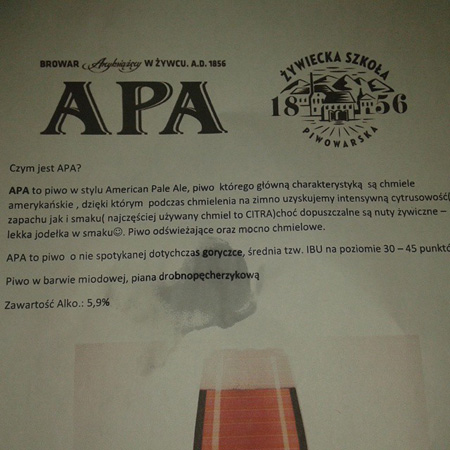 BROWAR Arcyksiążęcy W ŻYWCU. A.D. 1856
APA
ŻYWIECKA SZKOŁA
1856
PIWOWARSKA
Czym jest APA?
APA to piwo w stylu American Pale Ale, piwo którego główną charakterystyką są chmiele
amerykańskie , dzięki którym podczas chmielenia na zimno uzyskujemy intensywną cytrusowość(
zapachu jak i smaku( najczęściej używany chmiel to CITRA)choć dopuszczalne są nuty żywiczne –
lekka jodełka w smaku☺. Piwo odświeżające oraz mocno chmielowe.
APA to piwo o nie spotykanej dotychczas goryczce, średnia tzw. IBU na poziomie 30 – 45 punktó
Piwo w barwie miodowej, piana drobnopęcherzykową
Zawartość Alko.: 5,9%